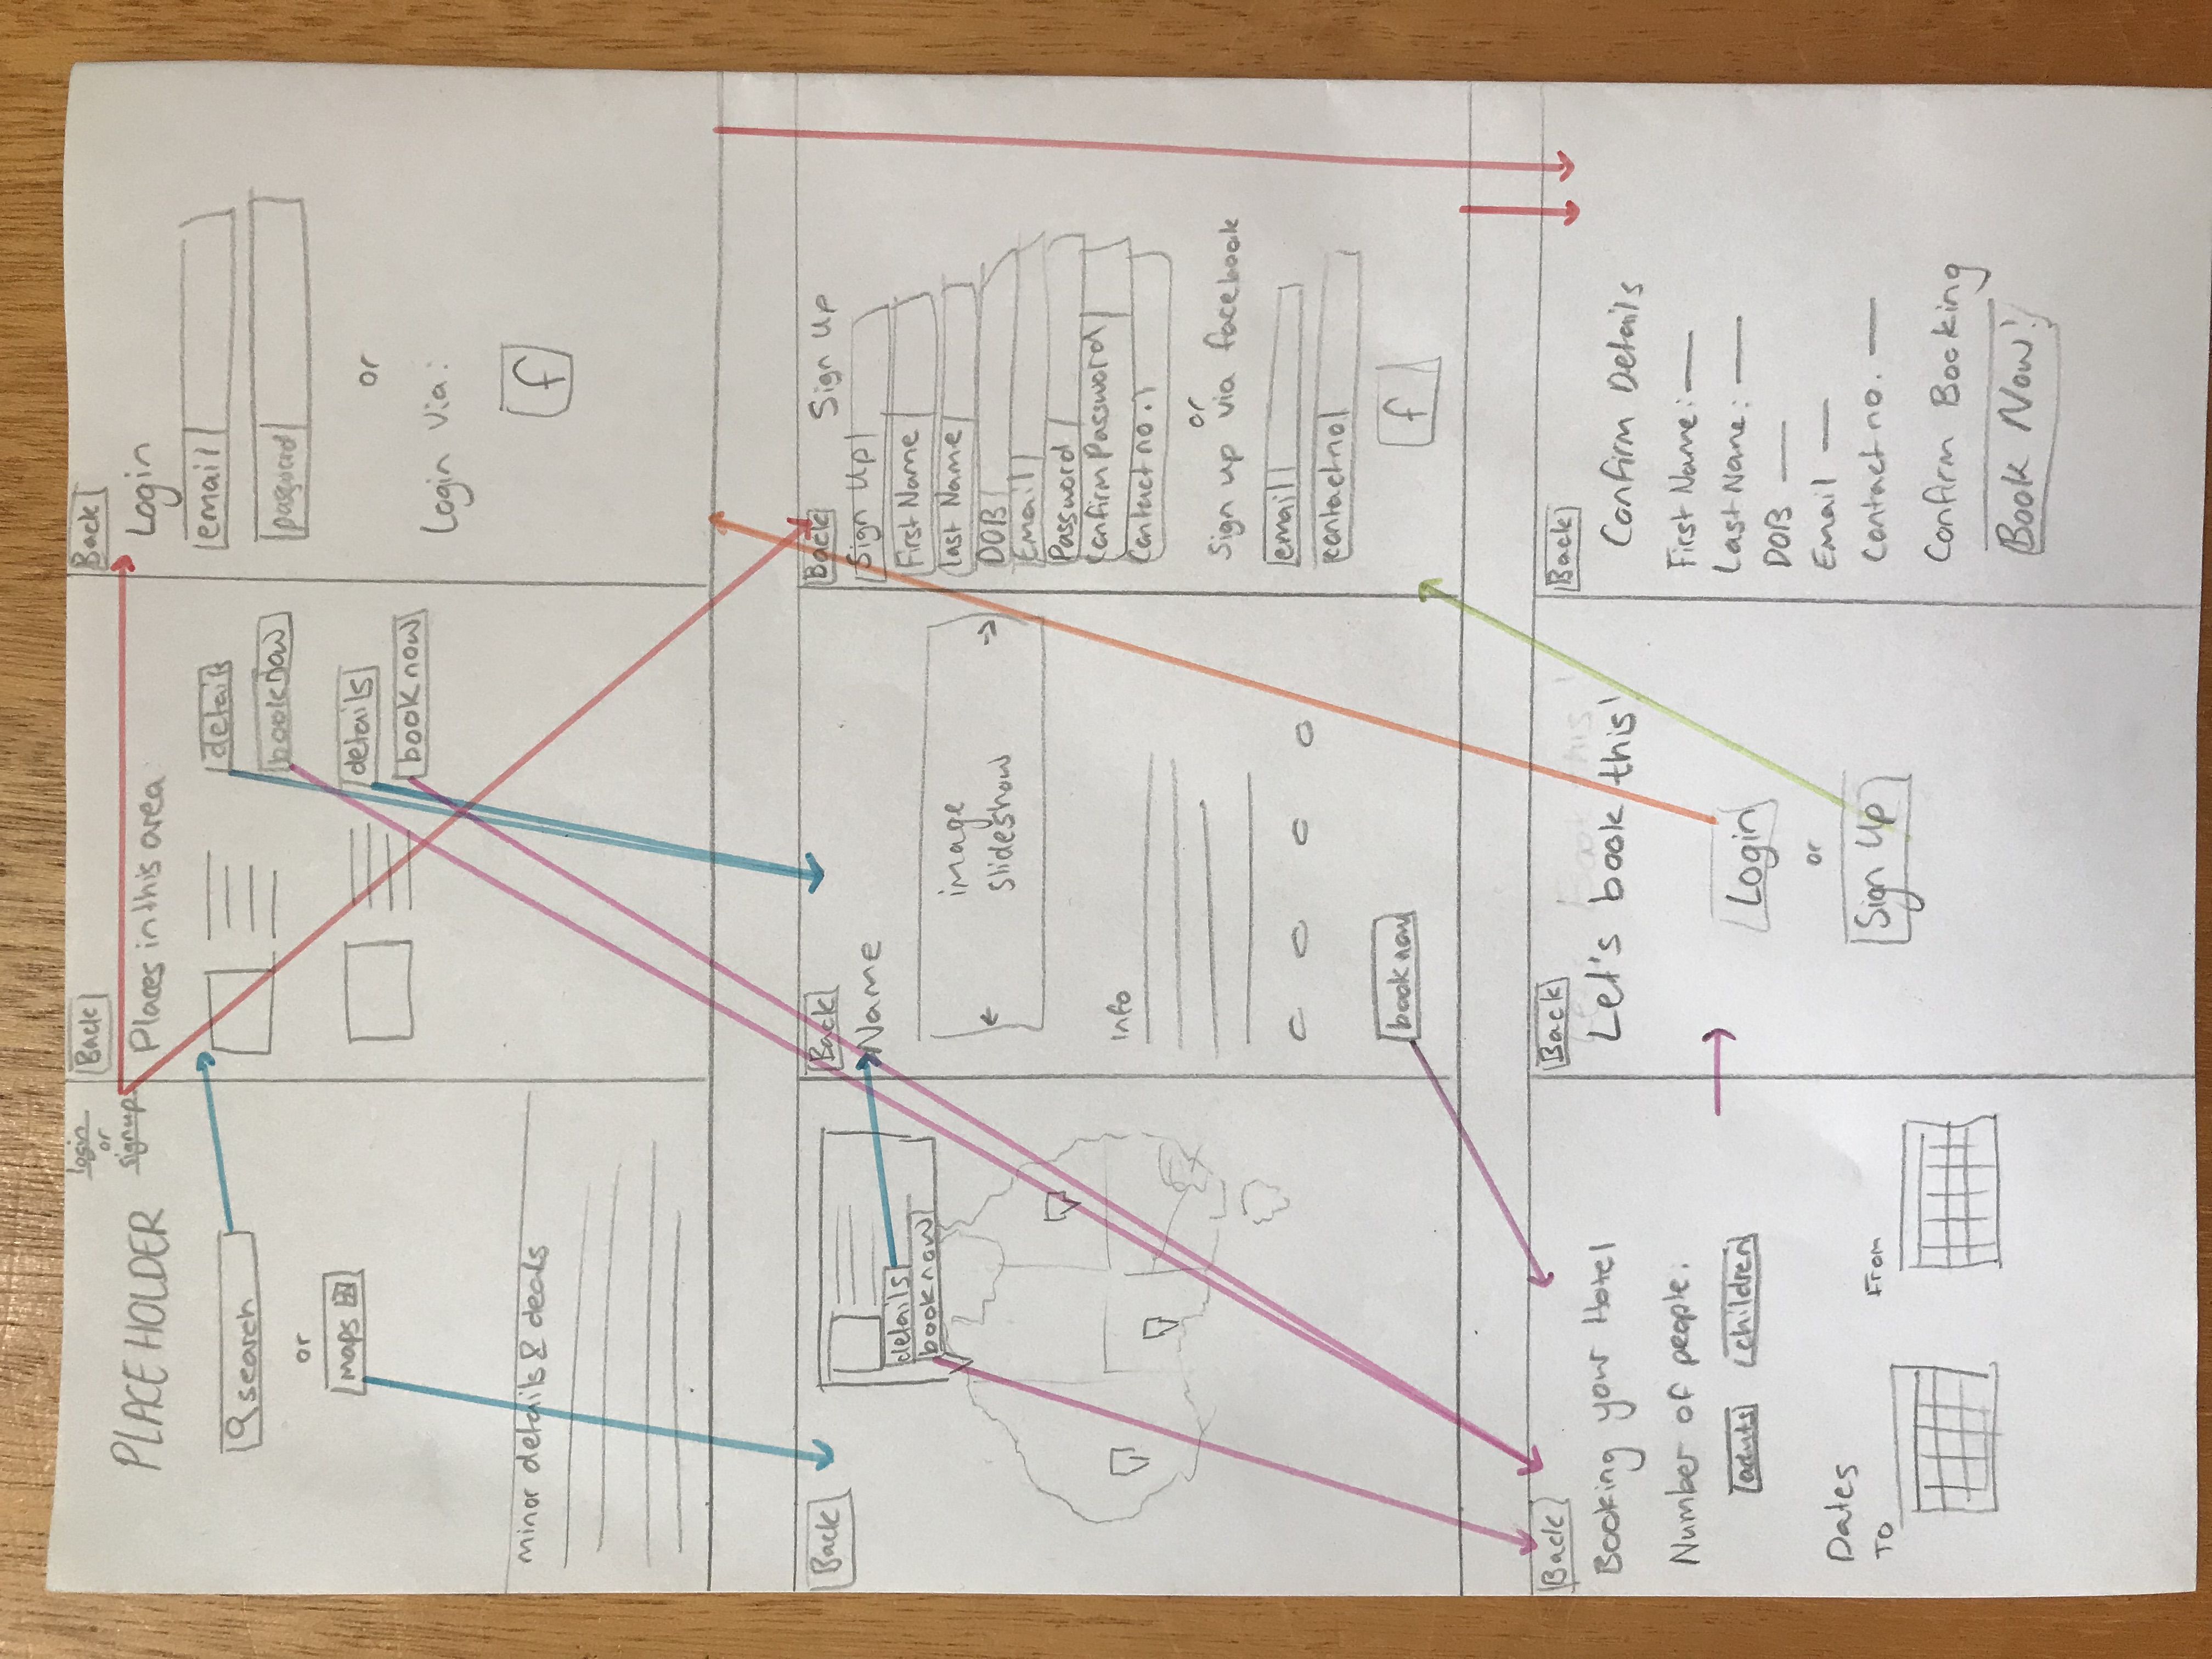 login
or
signup
PLACEHOLDER
search
or
maps
minor details & deals
Back
Places in this area
details
book now
details
book now
Back
Login
email
password
or
Login via:
f
Back
details
book now
Back
Name
image
slideshow
Info
book now
Back
Sign Up
Sign Up
First Name
last Name
DOB
Email
Password
Confirm Password
Contact no.
or
Sign up via facebook
email
contact no
f
Back
Booking your Hotel
Number of people:
adults children
Dates
TO From
Back
Let's book this!
Login
or
Sign Up
Back
Confirm Details
First Name:
Last Name:
DOB
Email
Contact no.
Confirm Booking
Book Now!